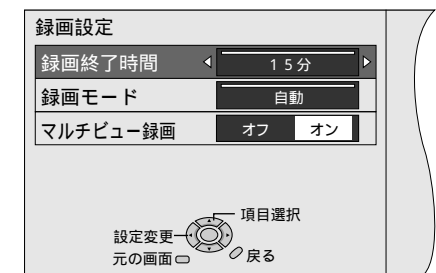 録画設定
録画終了時間 15分
録画モード 自動
マルチビュー録画 オフ オン
項目選択
設定変更
元の画面 戻る